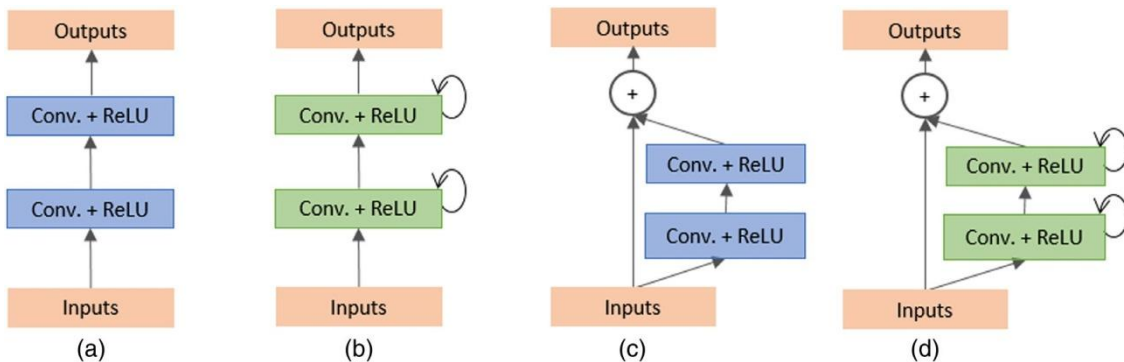 Outputs
Conv. + ReLU
Conv. + ReLU
Inputs
(a)
Outputs
Conv. + ReLU
Conv. + ReLU
Inputs
(b)
Outputs
+
Conv. + ReLU
Conv. + ReLU
Inputs
(c)
Outputs
+
Conv. + ReLU
Conv. + ReLU
Inputs
(d)